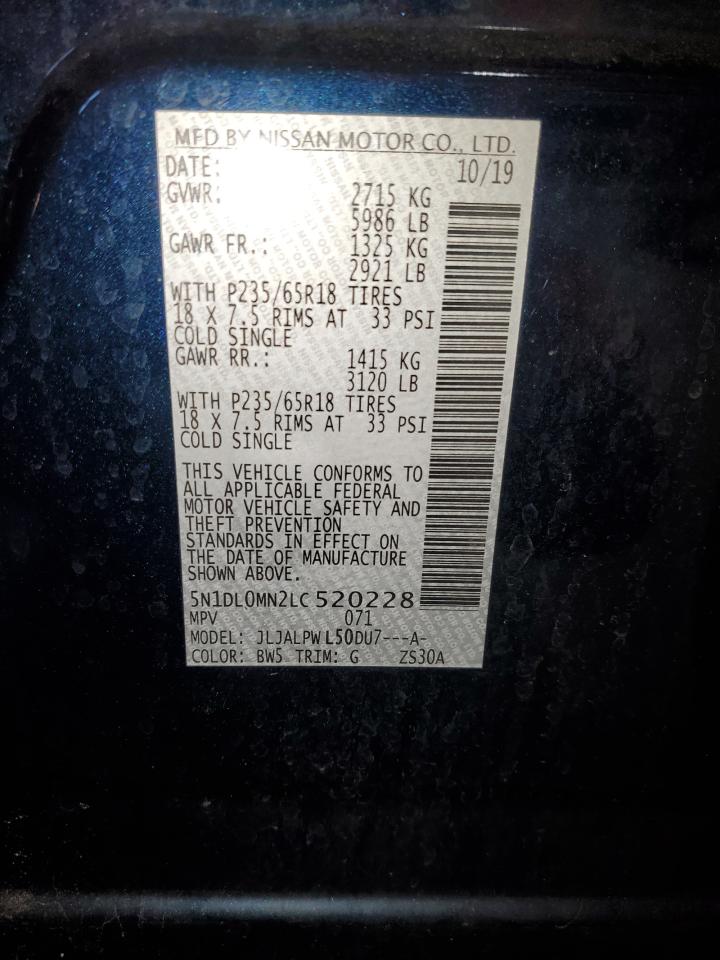 MFD BY NISSAN MOTOR CO., LTD.
DATE: 10/19
GVWR: 2715 KG
5986 LB
GAWR FR.: 1325 KG
2921 LB
WITH P235/65R18 TIRES
18 X 7.5 RIMS AT 33 PSI
COLD SINGLE
GAWR RR.: 1415 KG
3120 LB
WITH P235/65R18 TIRES
18 X 7.5 RIMS AT 33 PSI
COLD SINGLE
THIS VEHICLE CONFORMS TO
ALL APPLICABLE FEDERAL
MOTOR VEHICLE SAFETY AND
THEFT PREVENTION
STANDARDS IN EFFECT ON
THE DATE OF MANUFACTURE
SHOWN ABOVE.
5N1DL0MN2LC 520228
MPV 071
MODEL: JLJALPW L50DU7---A-
COLOR: BW5 TRIM: G ZS30A